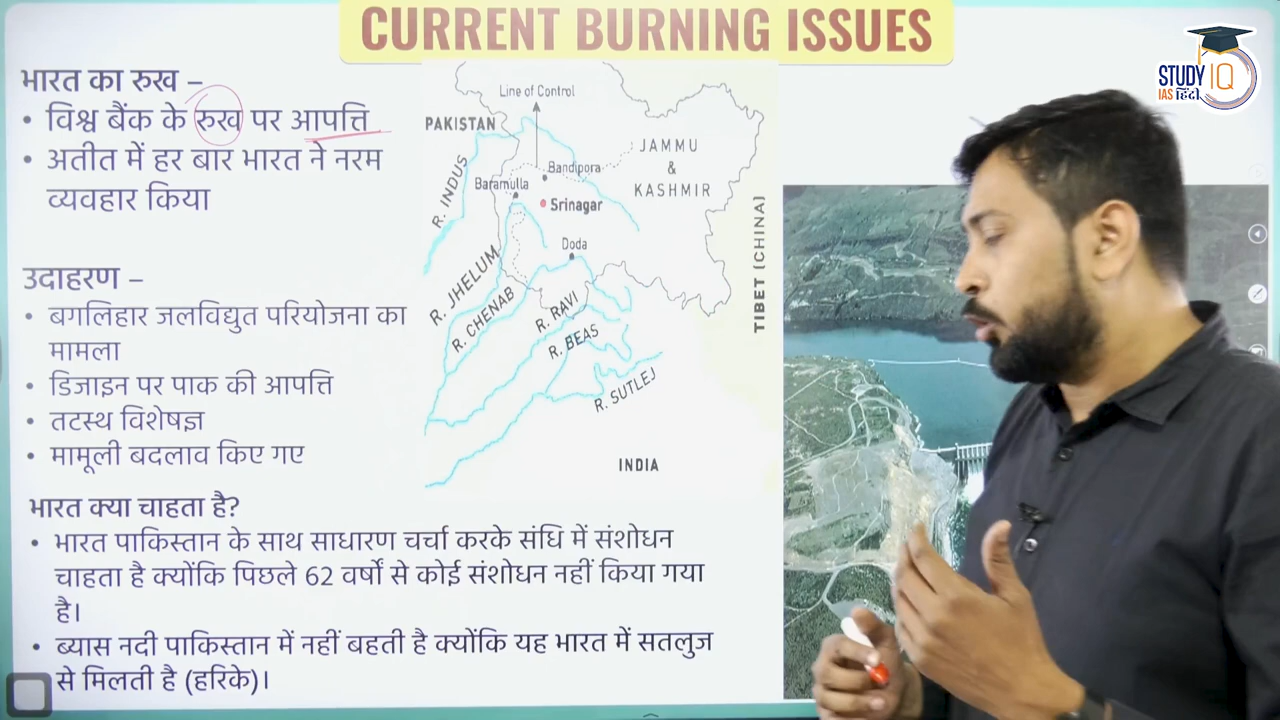 CURRENT BURNING ISSUES
STUDY IQ
IAS हिंदी
भारत का रुख –
• विश्व बैंक के रुख पर आपत्ति
• अतीत में हर बार भारत ने नरम
व्यवहार किया
उदाहरण –
• बगलिहार जलविद्युत परियोजना का
मामला
• डिजाइन पर पाक की आपत्ति
• तटस्थ विशेषज्ञ
• मामूली बदलाव किए गए
भारत क्या चाहता है?
• भारत पाकिस्तान के साथ साधारण चर्चा करके संधि में संशोधन
चाहता है क्योंकि पिछले 62 वर्षों से कोई संशोधन नहीं किया गया
है।
• ब्यास नदी पाकिस्तान में नहीं बहती है क्योंकि यह भारत में सतलुज
से मिलती है (हरिके)।
Line of Control
PAKISTAN
JAMMU
&
KASHMIR
Bandipora
Baramulla
Srinagar
R. INDUS
Doda
TIBET (CHINA)
R. JHELUM
R. CHENAB
R. RAVI
R. BEAS
R. SUTLEJ
INDIA